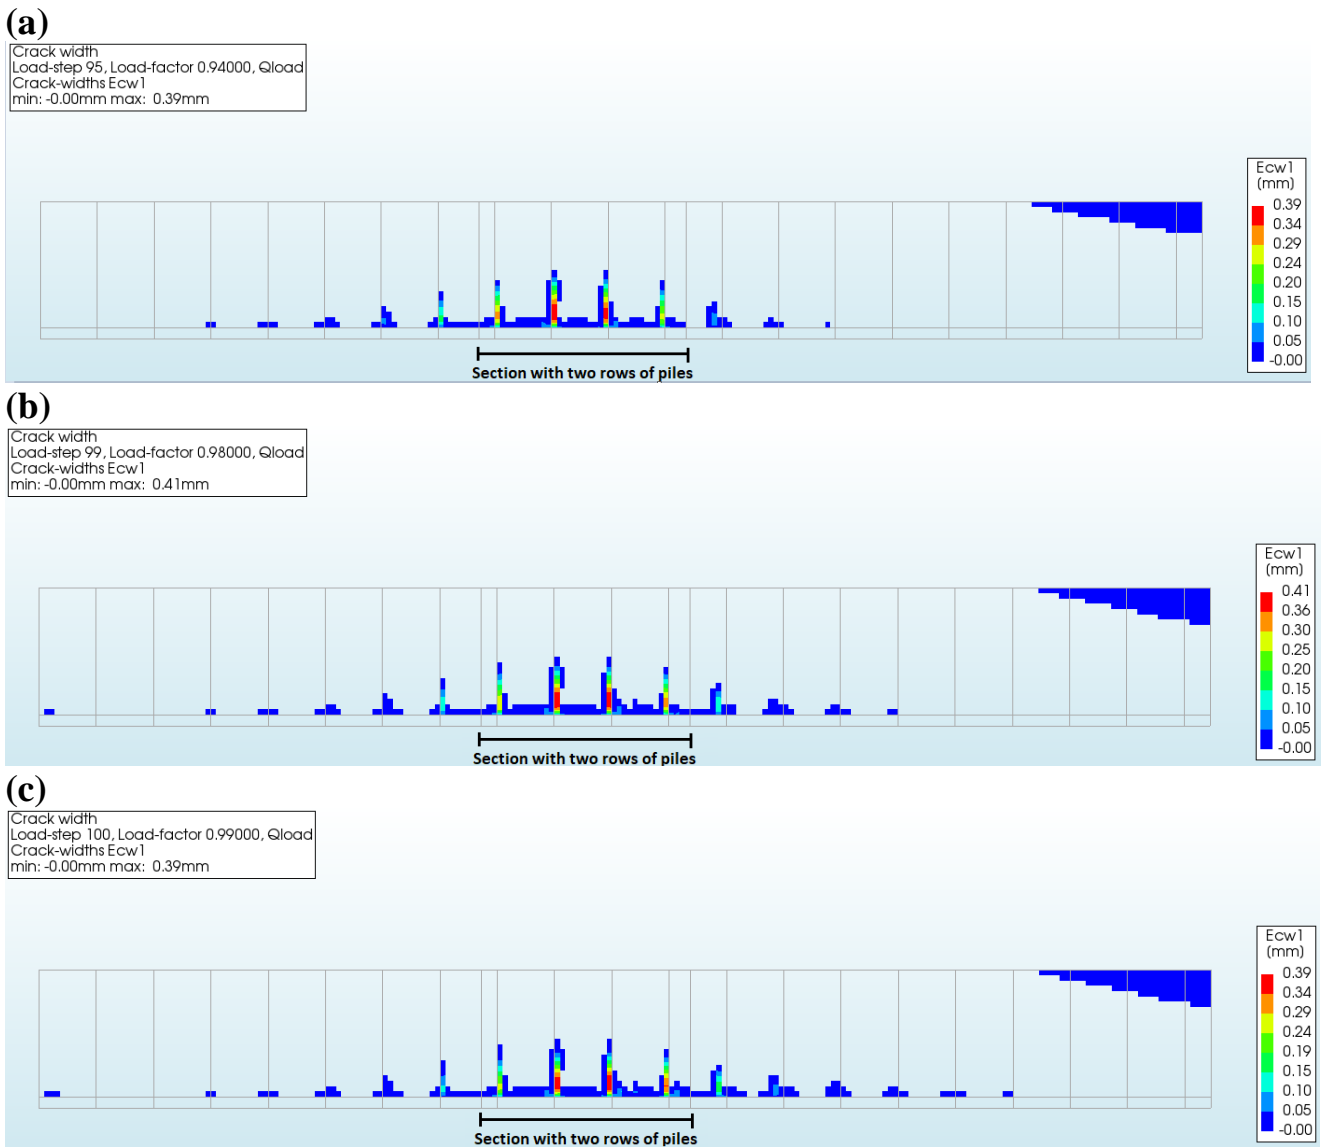 (a)
Crack width
Load-step 95, Load-factor 0.94000, Qload
Crack-widths Ecw1
min: -0.00mm max: 0.39mm
Ecw1
(mm)
0.39
0.34
0.29
0.24
0.20
0.15
0.10
0.05
-0.00
Section with two rows of piles
(b)
Crack width
Load-step 99, Load-factor 0.98000, Qload
Crack-widths Ecw1
min: -0.00mm max: 0.41mm
Ecw1
(mm)
0.41
0.36
0.30
0.25
0.20
0.15
0.10
0.05
-0.00
Section with two rows of piles
(c)
Crack width
Load-step 100, Load-factor 0.99000, Qload
Crack-widths Ecw1
min: -0.00mm max: 0.39mm
Ecw1
(mm)
0.39
0.34
0.29
0.24
0.19
0.15
0.10
0.05
-0.00
Section with two rows of piles